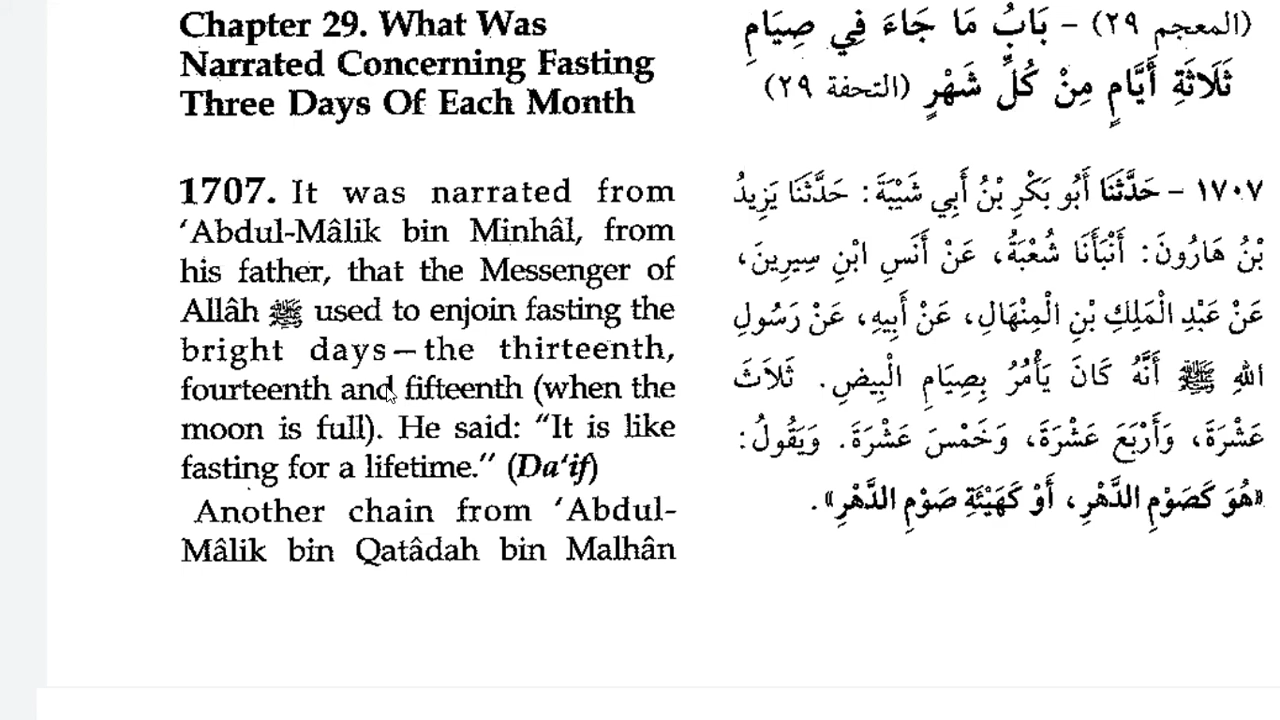 Chapter 29. What Was
Narrated Concerning Fasting
Three Days Of Each Month
(المعجم ٢٩) - بَابُ مَا جَاءَ فِي صِيَامِ
ثَلَاثَةِ أَيَّامٍ مِنْ كُلِّ شَهْرٍ (التحفة ٢٩)
1707. It was narrated from
‘Abdul-Mâlik bin Minhâl, from
his father, that the Messenger of
Allâh ﷺ used to enjoin fasting the
bright days – the thirteenth,
fourteenth and fifteenth (when the
moon is full). He said: “It is like
fasting for a lifetime.” (Da‘if)
Another chain from ‘Abdul-
Mâlik bin Qatâdah bin Malhân
١٧٠٧ - حَدَّثَنَا أَبُو بَكْرِ بْنُ أَبِي شَيْبَةَ: حَدَّثَنَا يَزِيدُ
بْنُ هَارُونَ: أَنْبَأَنَا شُعْبَةُ، عَنْ أَنَسِ ابْنِ سِيرِينَ،
عَنْ عَبْدِ الْمَلِكِ بْنِ الْمِنْهَالِ، عَنْ أَبِيهِ، عَنْ رَسُولِ
اللهِ ﷺ أَنَّهُ كَانَ يَأْمُرُ بِصِيَامِ الْبِيضِ. ثَلاَثَ
عَشْرَةَ، وَأَرْبَعَ عَشْرَةَ، وَخَمْسَ عَشْرَةَ. وَيَقُولُ:
«هُوَ كَصَوْمِ الدَّهْرِ، أَوْ كَهَيْئَةِ صَوْمِ الدَّهْرِ».